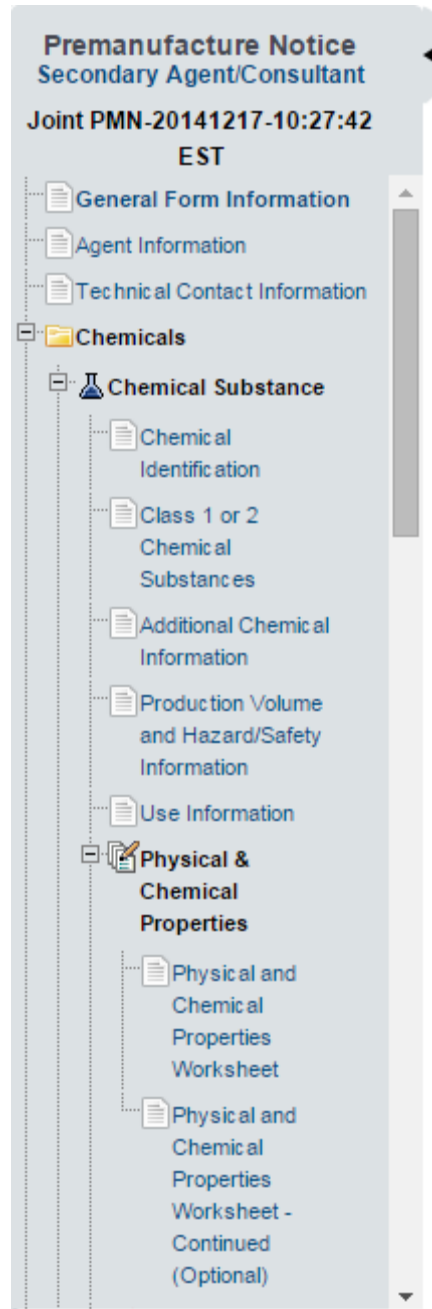 Premanufacture Notice
Secondary Agent/Consultant
Joint PMN-20141217-10:27:42
EST
General Form Information
Agent Information
Technical Contact Information
Chemicals
Chemical Substance
Chemical
Identification
Class 1 or 2
Chemical
Substances
Additional Chemical
Information
Production Volume
and Hazard/Safety
Information
Use Information
Physical &
Chemical
Properties
Physical and
Chemical
Properties
Worksheet
Physical and
Chemical
Properties
Worksheet -
Continued
(Optional)